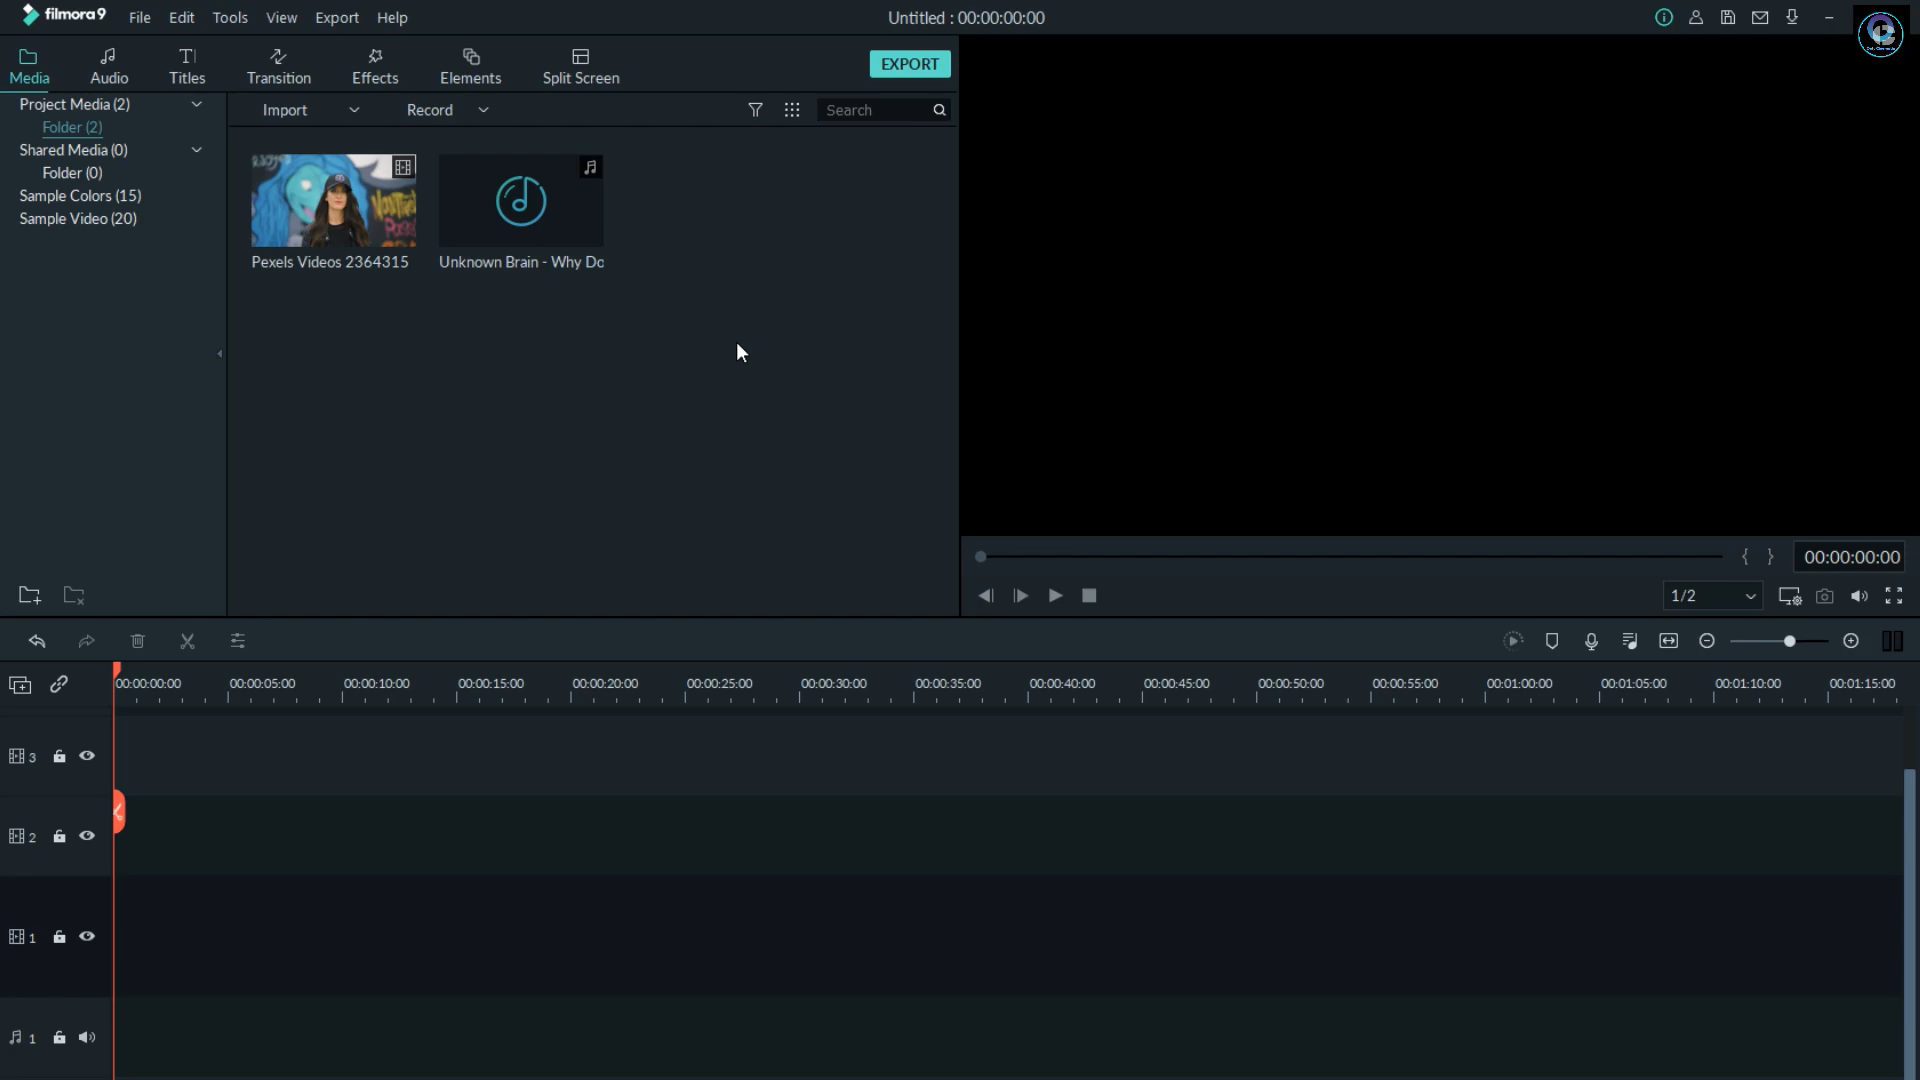 filmora9 File Edit Tools View Export Help Untitled : 00:00:00:00
Media Audio Titles Transition Effects Elements Split Screen EXPORT
Project Media (2) Import Record Search
Folder (2)
Shared Media (0)
Folder (0)
Sample Colors (15)
Sample Video (20)
Pexels Videos 2364315 Unknown Brain - Why Do
00:00:00:00
1/2
00:00:00:00 00:00:05:00 00:00:10:00 00:00:15:00 00:00:20:00 00:00:25:00 00:00:30:00 00:00:35:00 00:00:40:00 00:00:45:00 00:00:50:00 00:00:55:00 00:01:00:00 00:01:05:00 00:01:10:00 00:01:15:00
3
2
1
1